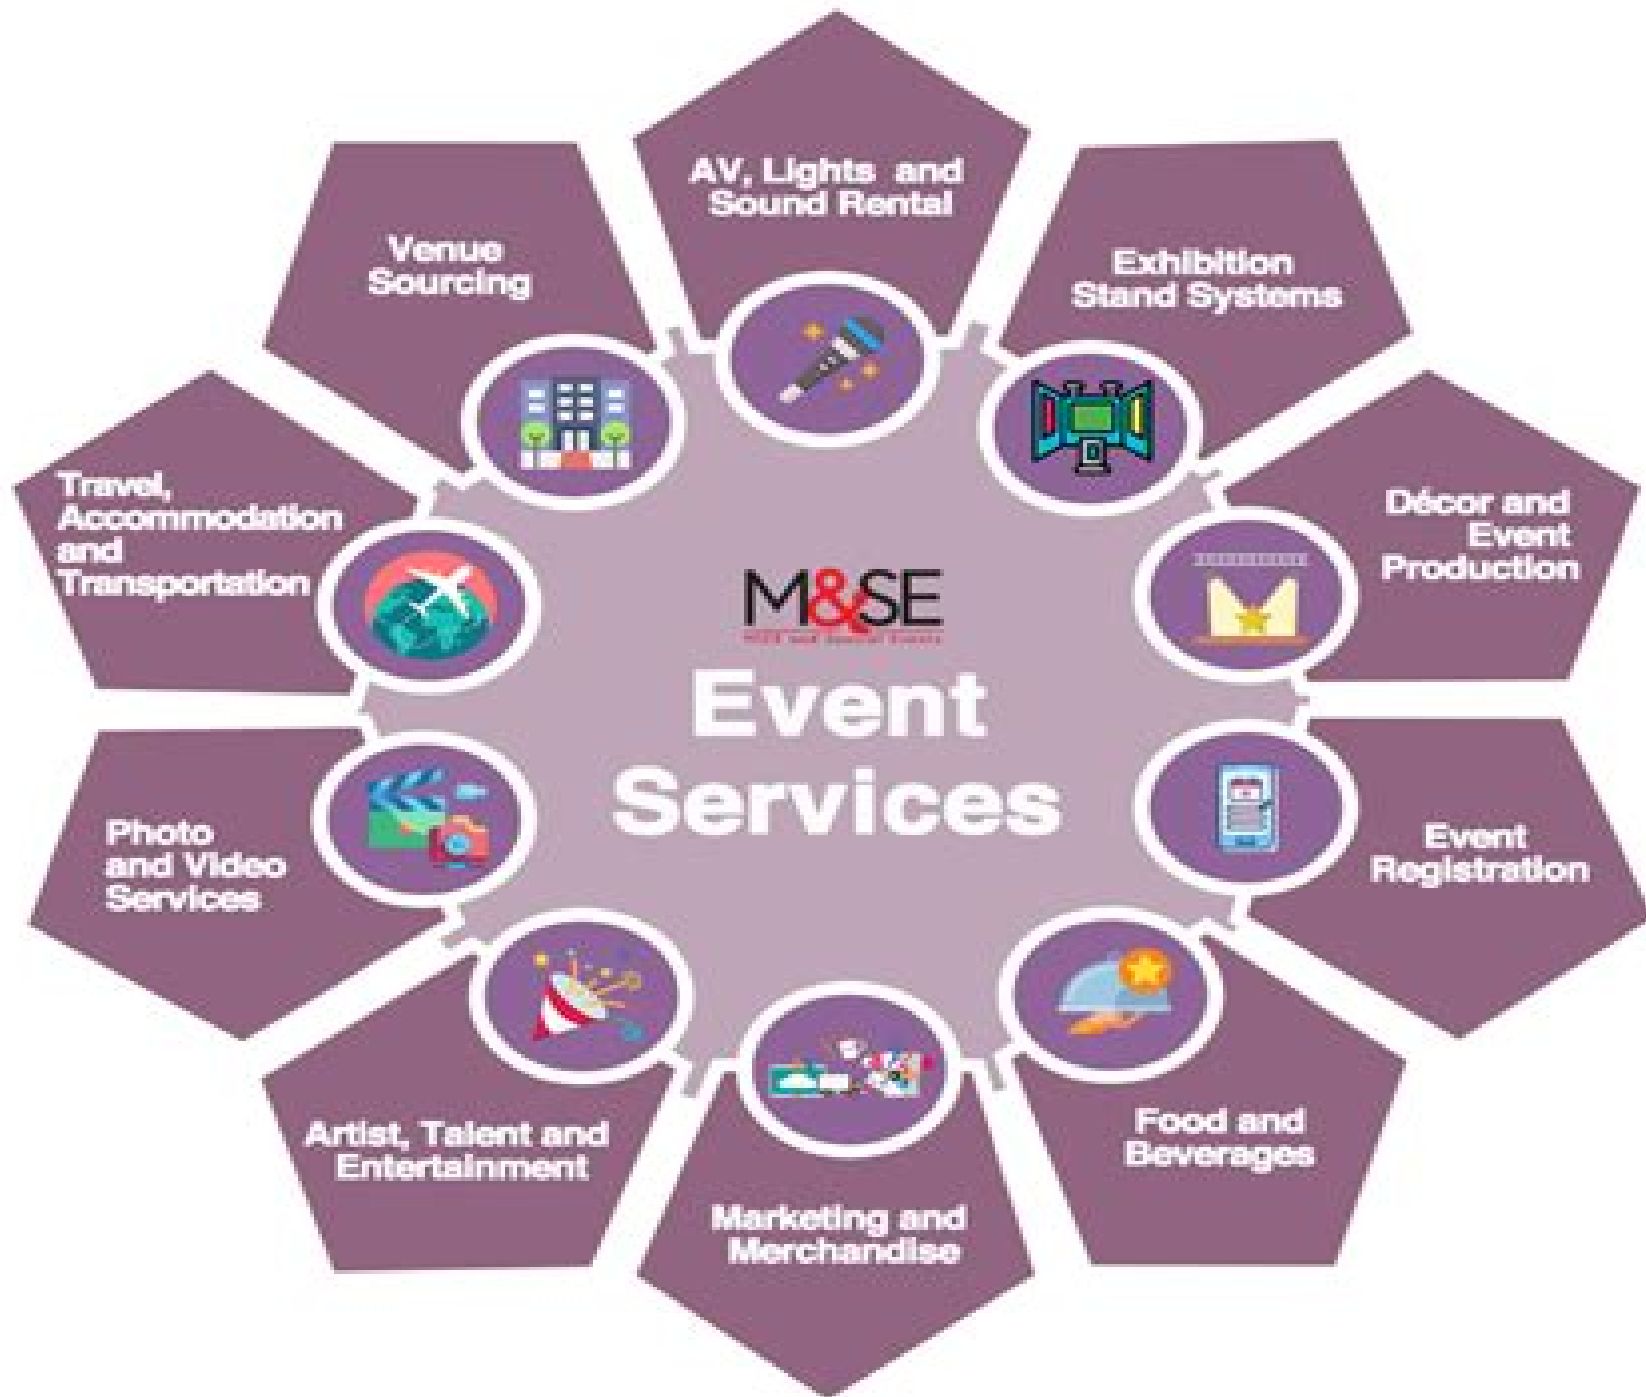 AV, Lights and
Sound Rental
Venue
Sourcing
Exhibition
Stand Systems
Travel,
Accommodation
and
Transportation
Décor and
Event
Production
M&SE
Event
Services
Photo
and Video
Services
Event
Registration
Artist, Talent and
Entertainment
Food and
Beverages
Marketing and
Merchandise